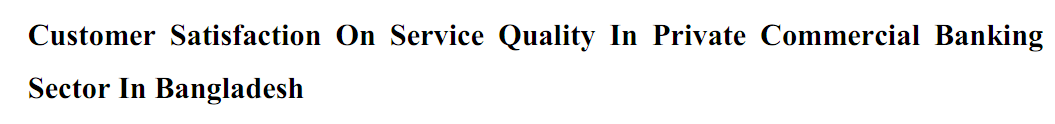 Customer Satisfaction On Service Quality In Private Commercial Banking
Sector In Bangladesh